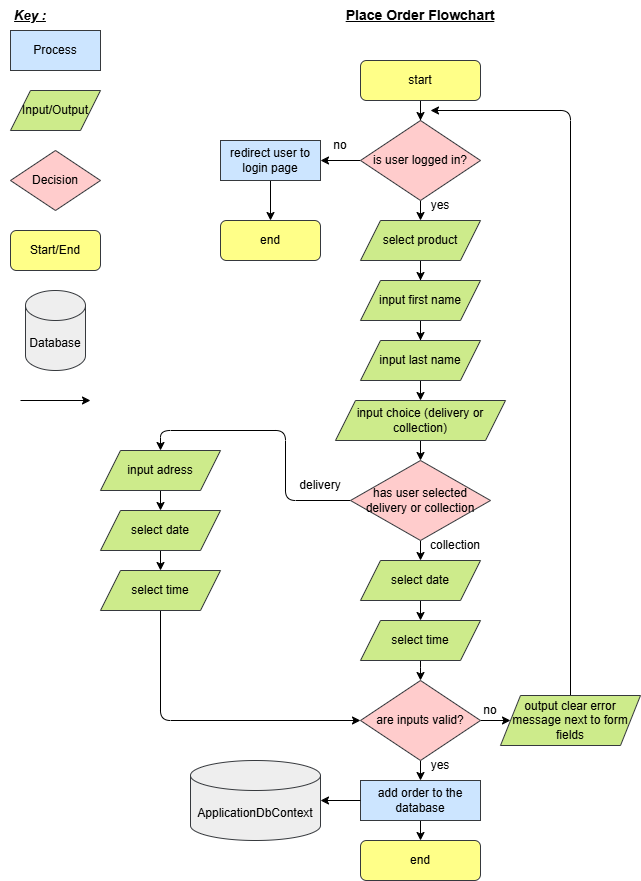 Key :
Place Order Flowchart
Process
Input/Output
Decision
Start/End
Database
start
is user logged in?
no
redirect user to
login page
end
yes
select product
input first name
input last name
input choice (delivery or
collection)
has user selected
delivery or collection
delivery
input adress
select date
select time
collection
select date
select time
are inputs valid?
no
output clear error
message next to form
fields
yes
add order to the
database
ApplicationDbContext
end